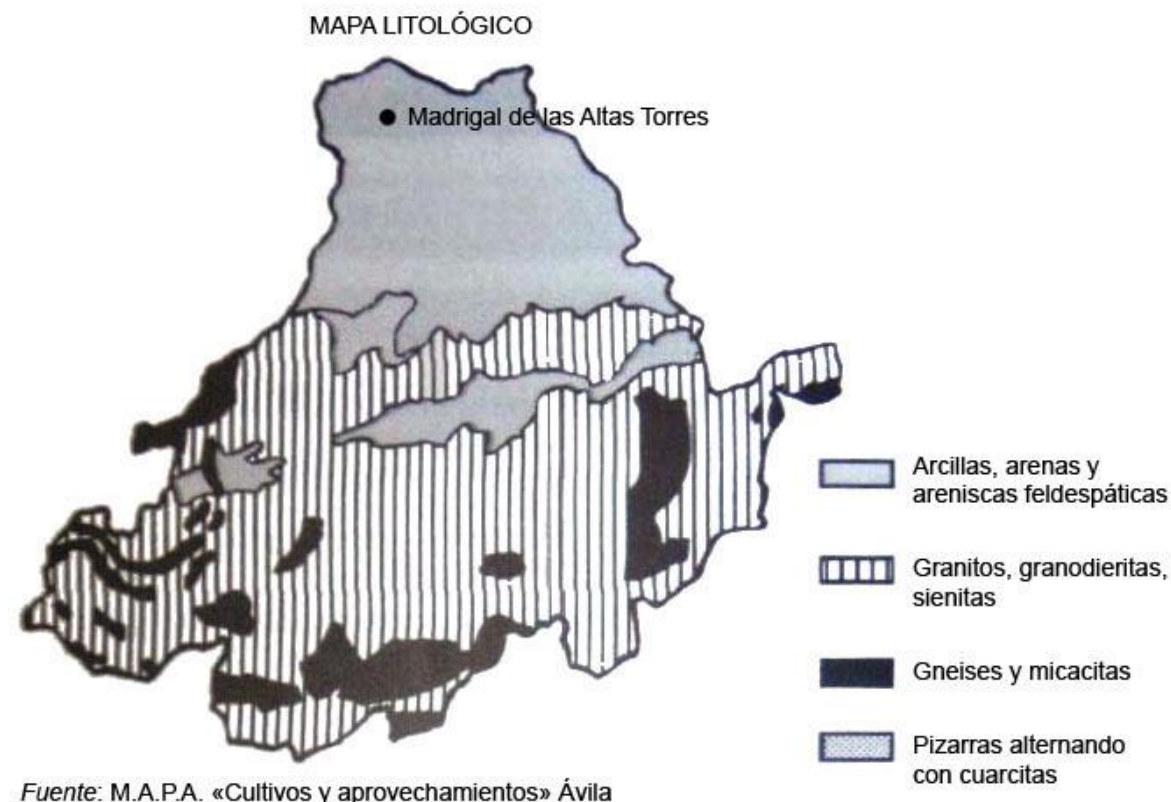 MAPA LITOLÓGICO
Madrigal de las Altas Torres
Arcillas, arenas y
areniscas feldespáticas
Granitos, granodieritas,
sienitas
Gneises y micacitas
Pizarras alternando
con cuarcitas
Fuente: M.A.P.A. «Cultivos y aprovechamientos» Ávila